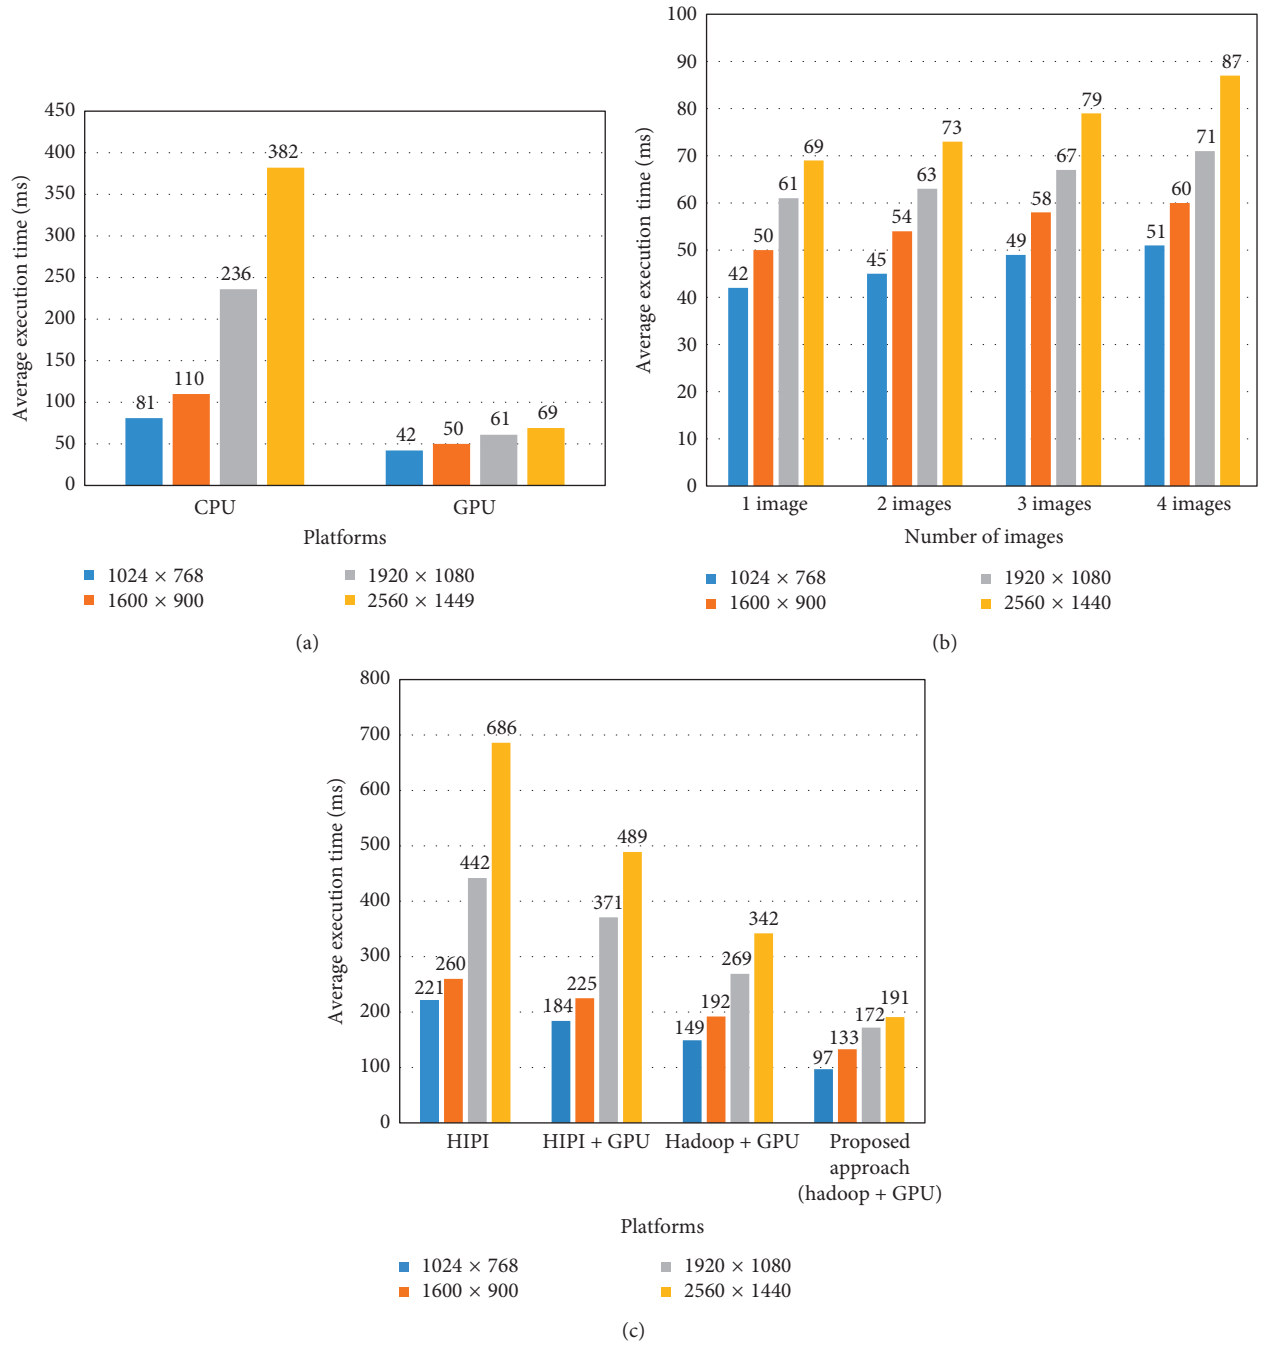 450
400
350
300
250
200
150
100
50
0
Average execution time (ms)
81
110
236
382
42
50
61
69
CPU
GPU
Platforms
1024 × 768
1920 × 1080
1600 × 900
2560 × 1449
(a)
100
90
80
70
60
50
40
30
20
10
0
Average execution time (ms)
42
50
61
69
45
54
63
73
49
58
67
79
51
60
71
87
1 image
2 images
3 images
4 images
Number of images
1024 × 768
1920 × 1080
1600 × 900
2560 × 1440
(b)
800
700
600
500
400
300
200
100
0
Average execution time (ms)
221
260
442
686
184
225
371
489
149
192
269
342
97
133
172
191
HIPI
HIPI + GPU
Hadoop + GPU
Proposed
approach
(hadoop + GPU)
Platforms
1024 × 768
1920 × 1080
1600 × 900
2560 × 1440
(c)